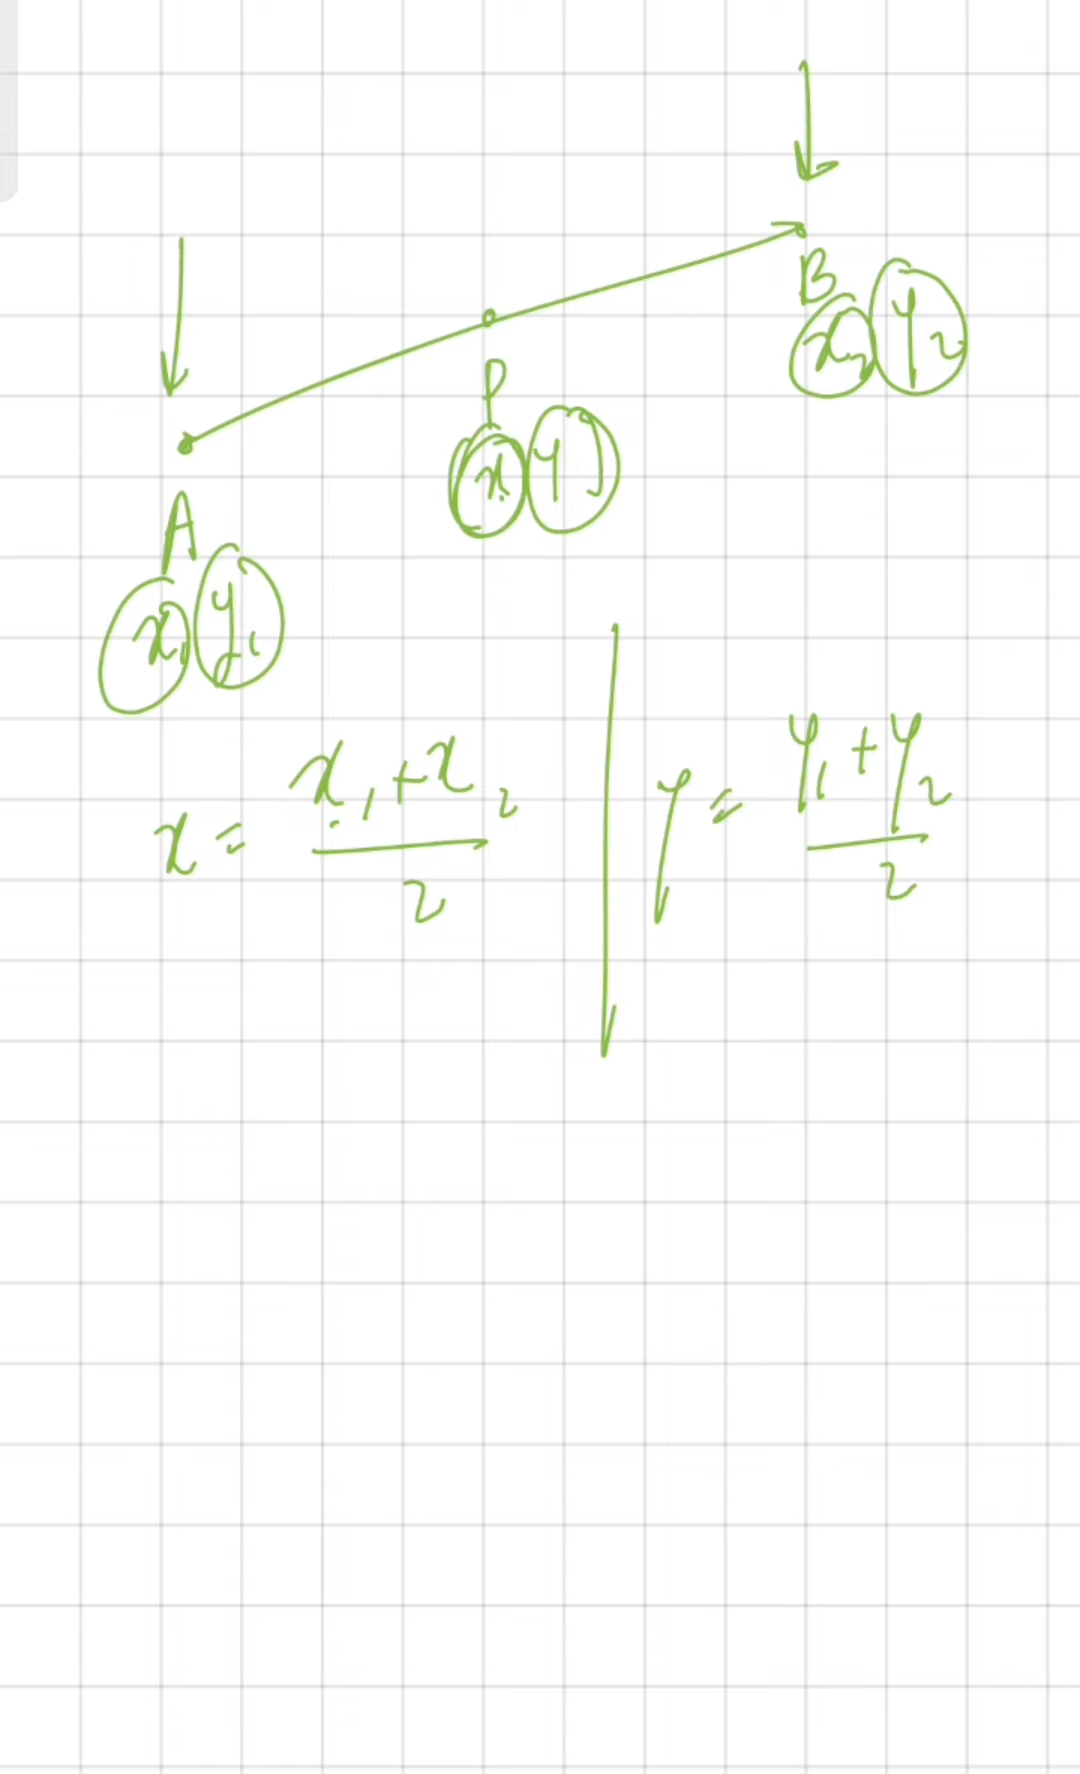 B
(x₂, y₂)
P
(x, y)
A
(x₁, y₁)
x = (x₁ + x₂)/2
y = (y₁ + y₂)/2